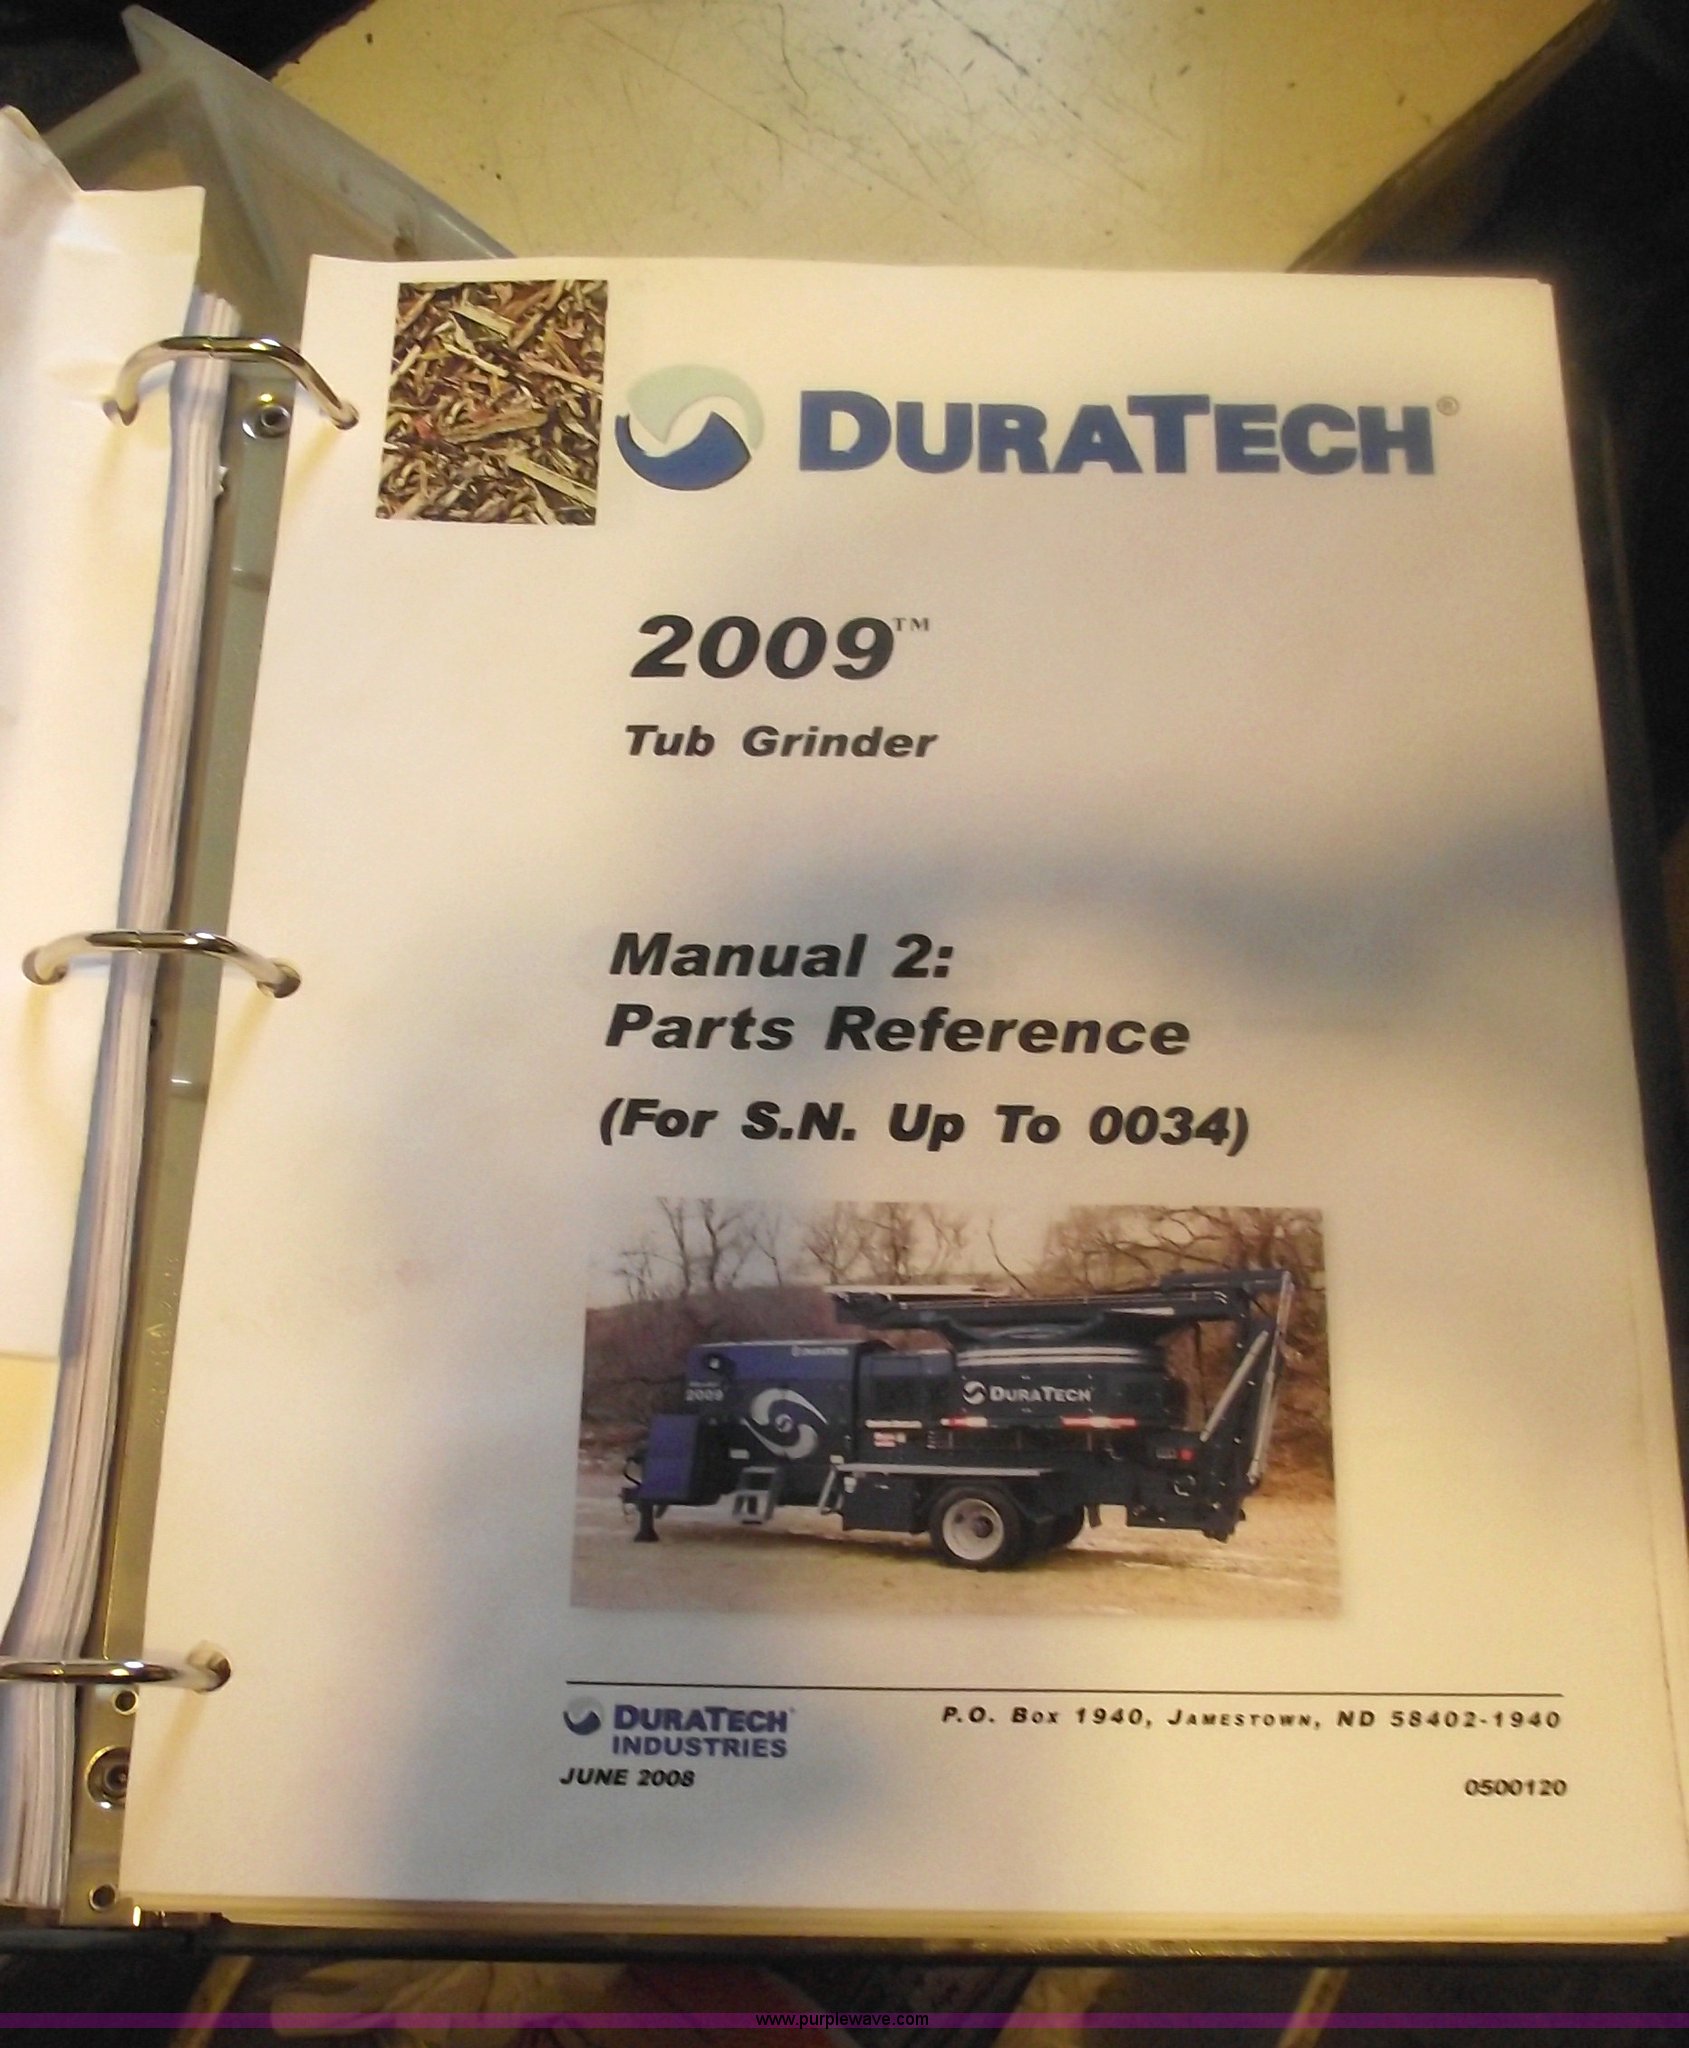 DURATECH®
2009™
Tub Grinder
Manual 2:
Parts Reference
(For S.N. Up To 0034)
DURATECH
2009
DURATECH
DURATECH
INDUSTRIES
P.O. BOX 1940, JAMESTOWN, ND 58402-1940
JUNE 2008
0500120
www.purplewave.com